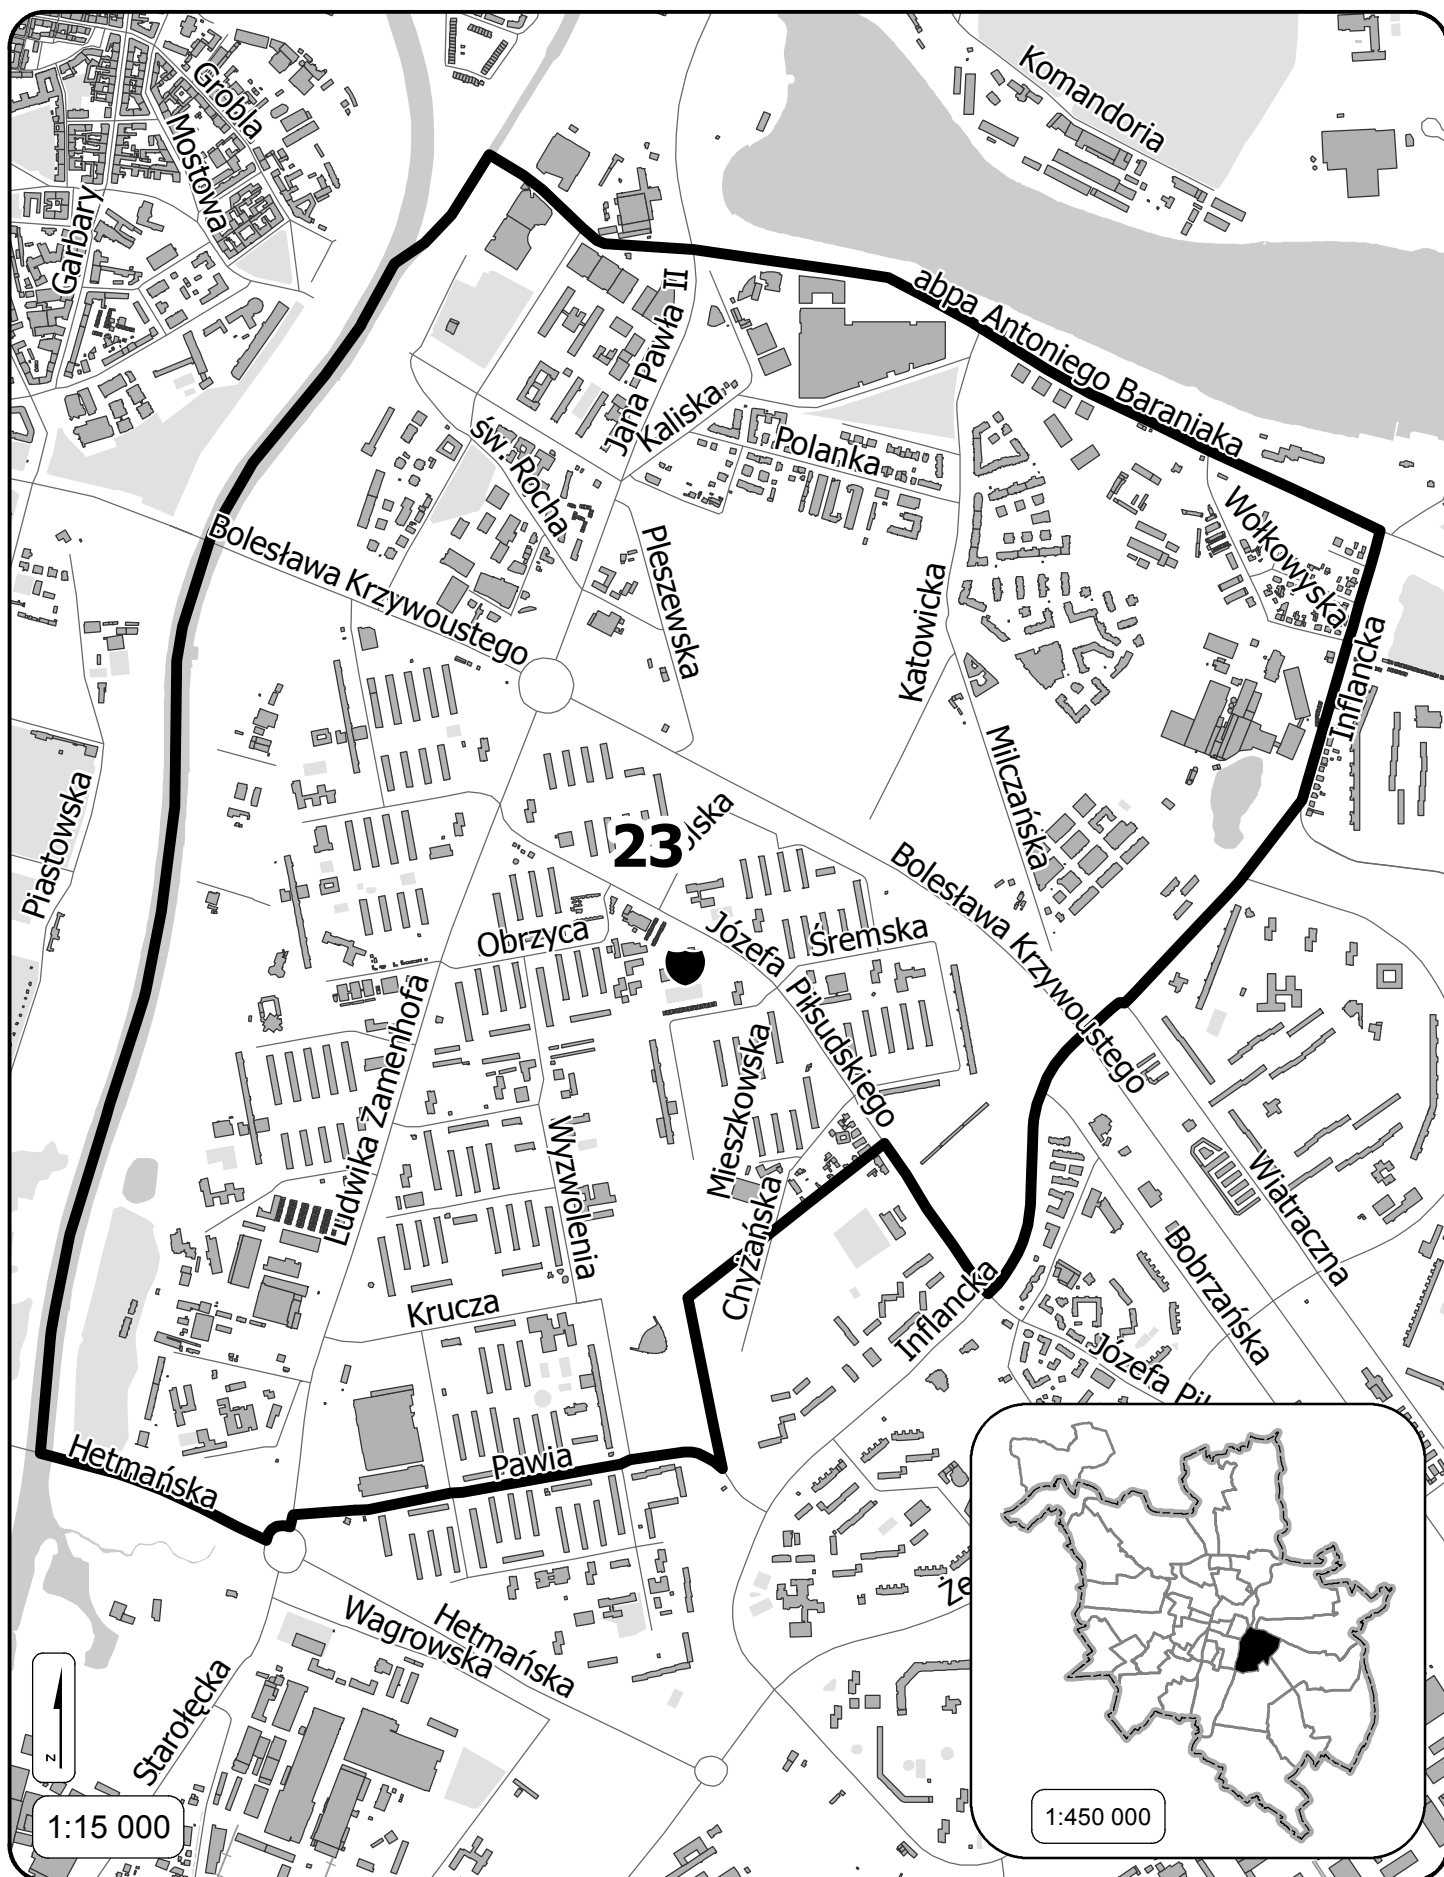 Komandoria
Grobla
Mostowa
Garbary
abpa Antoniego Baraniaka
Jana Pawła II
Kaliska
Polanka
św. Rocha
Wołkowyska
Bolesława Krzywoustego
Pleszewska
Katowicka
Inflancka
Milczańska
Piastowska
23
Bolesława Krzywoustego
Obrzyca
Józefa Piłsudskiego
Śremska
Ludwika Zamenhofa
Mieszkowska
Wyzwolenia
Chyżańska
Wiatraczna
Bobrzańska
Inflancka
Krucza
Józefa Pił
Pawia
Hetmańska
Że
Wagrowska
Hetmańska
Starołęcka
N
1:15 000
1:450 000